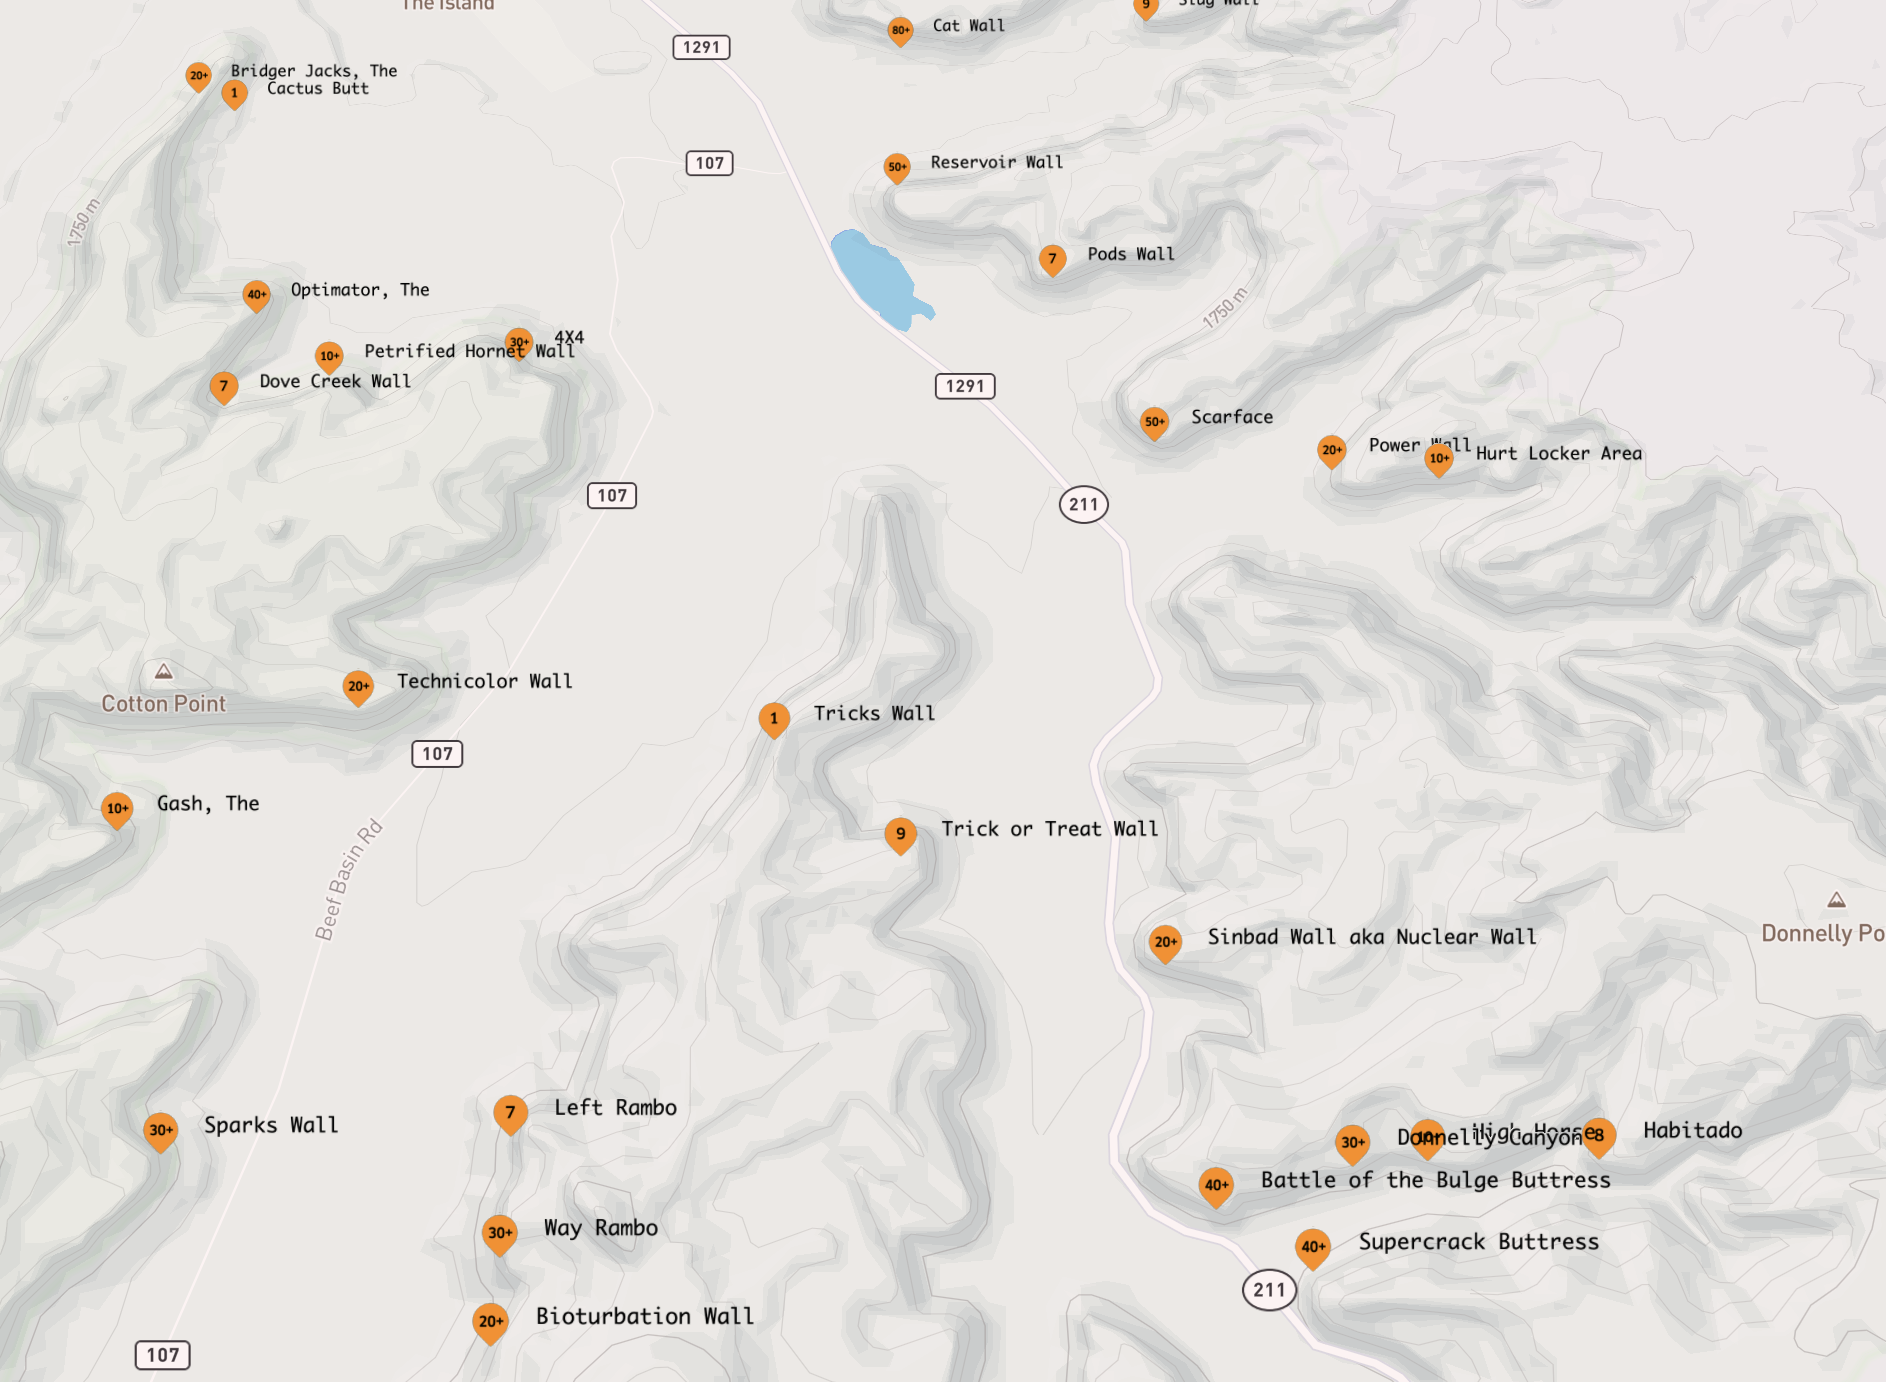 The Island
9
Slug Wall
80+
Cat Wall
1291
20+
Bridger Jacks, The
1
Cactus Butt
107
50+
Reservoir Wall
1750 m
7
Pods Wall
40+
Optimator, The
1750 m
30+
4X4
10+
Petrified Hornet Wall
7
Dove Creek Wall
1291
50+
Scarface
20+
Power Wall
10+
Hurt Locker Area
107
211
Cotton Point
20+
Technicolor Wall
1
Tricks Wall
107
10+
Gash, The
9
Trick or Treat Wall
Beef Basin Rd
Donnelly Po
20+
Sinbad Wall aka Nuclear Wall
7
Left Rambo
30+
Sparks Wall
30+
Donnelly Canyon
10+
Horse
8
Habitado
40+
Battle of the Bulge Buttress
30+
Way Rambo
40+
Supercrack Buttress
211
20+
Bioturbation Wall
107